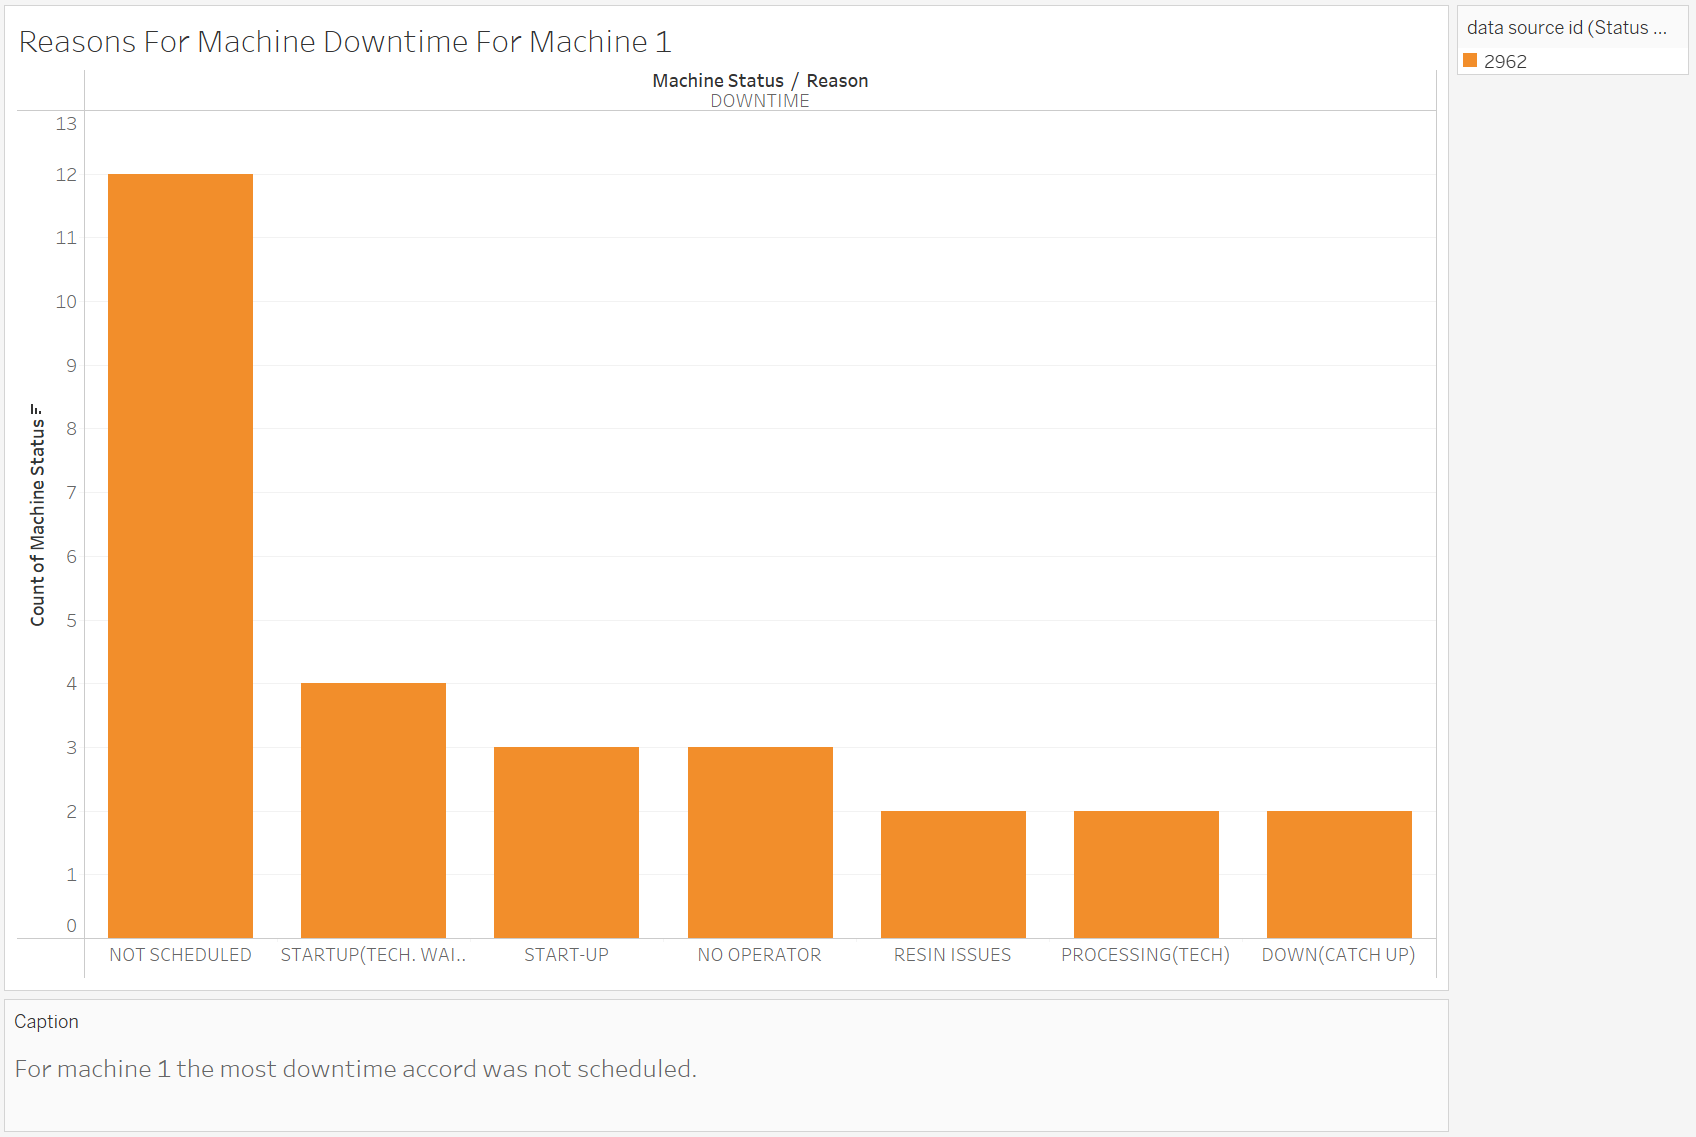 Reasons For Machine Downtime For Machine 1
data source id (Status ...
2962
Machine Status / Reason
DOWNTIME
13
12
11
10
9
8
7
6
5
4
3
2
1
0
Count of Machine Status
NOT SCHEDULED
STARTUP(TECH. WAI..
START-UP
NO OPERATOR
RESIN ISSUES
PROCESSING(TECH)
DOWN(CATCH UP)
Caption
For machine 1 the most downtime accord was not scheduled.